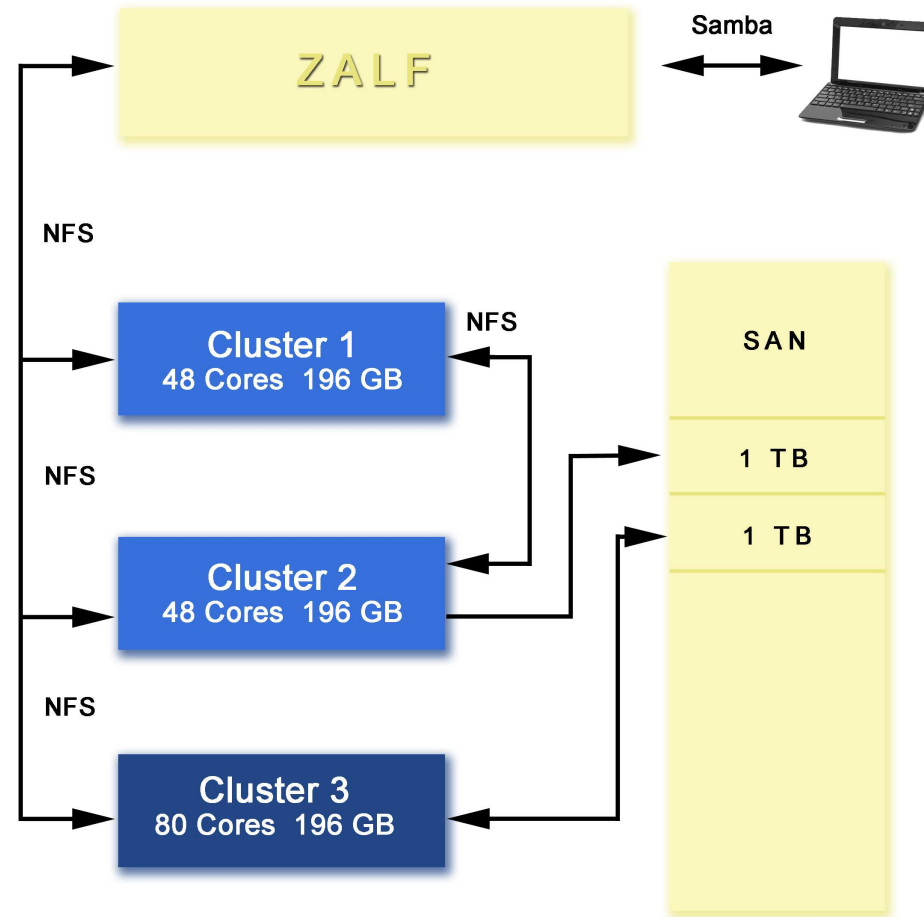 Samba
ZALF
NFS
Cluster 1
48 Cores 196 GB
NFS
SAN
1 TB
NFS
1 TB
Cluster 2
48 Cores 196 GB
NFS
Cluster 3
80 Cores 196 GB